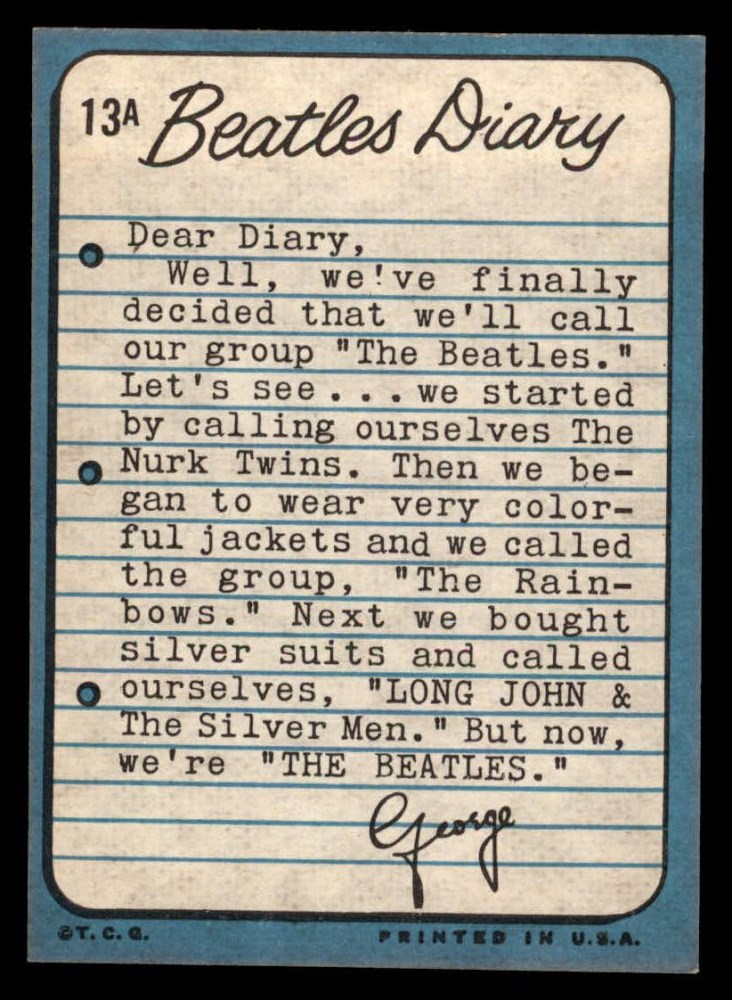 13A Beatles Diary
Dear Diary,
Well, we've finally
decided that we'll call
our group "The Beatles."
Let's see...we started
by calling ourselves The
Nurk Twins. Then we be-
gan to wear very color-
ful jackets and we called
the group, "The Rain-
bows." Next we bought
silver suits and called
ourselves, "LONG JOHN &
The Silver Men." But now,
we're "THE BEATLES."
George
©T. C. G.
PRINTED IN U.S.A.